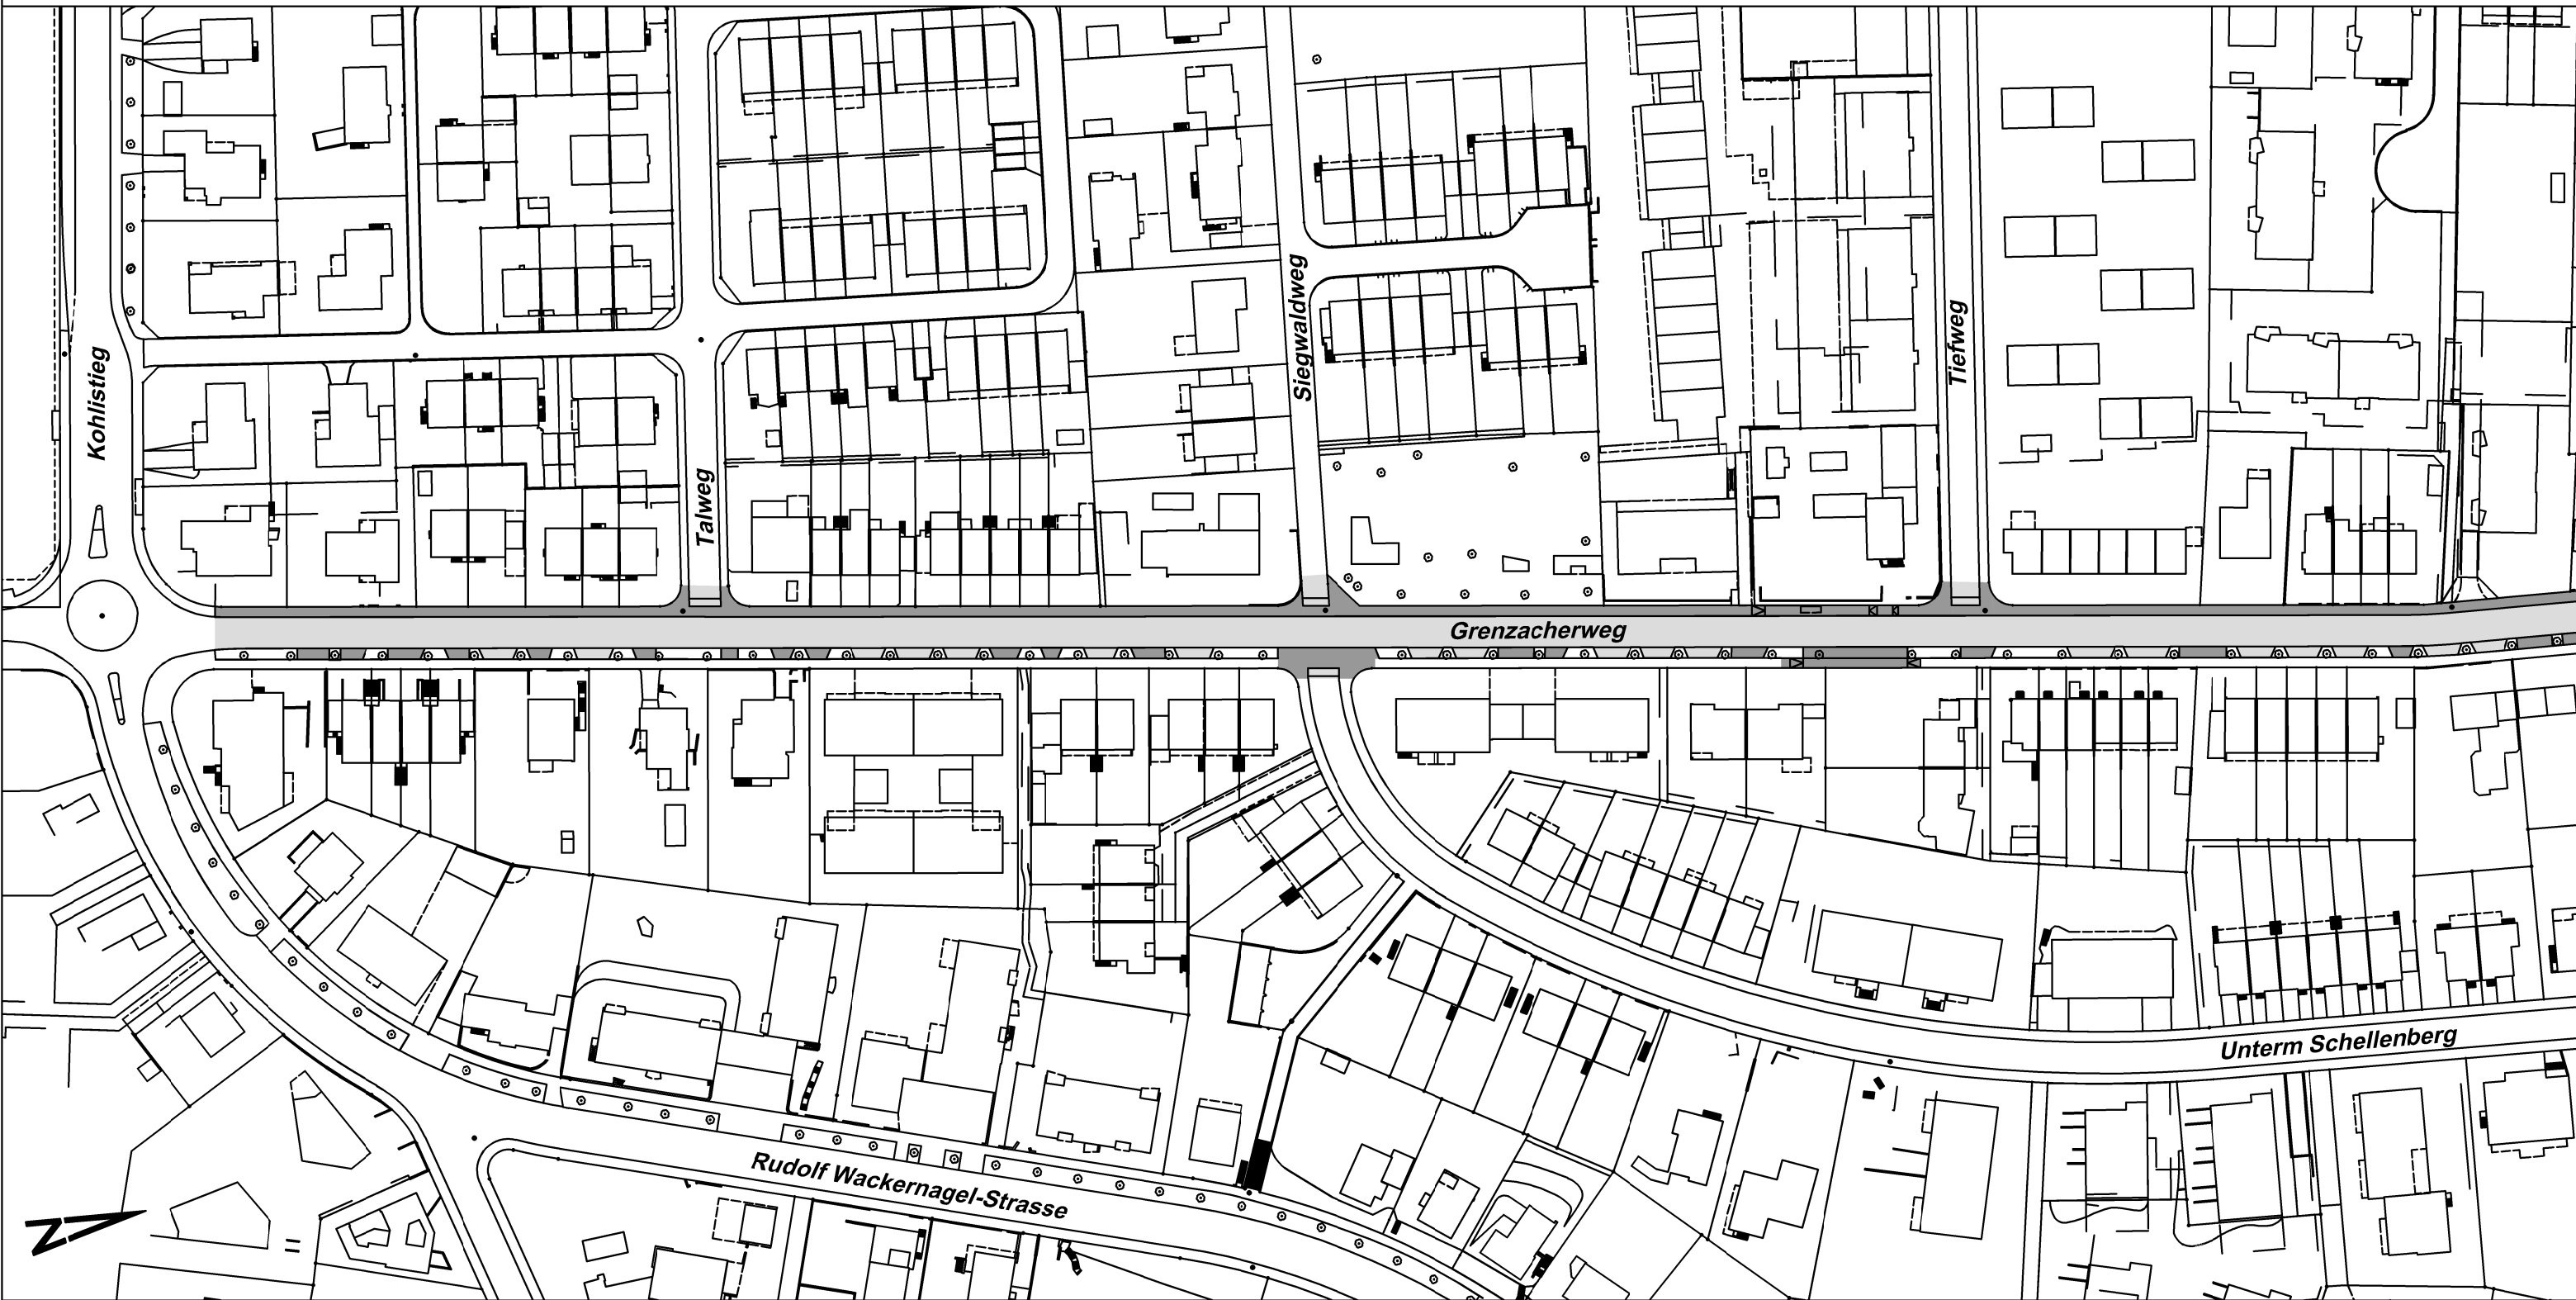 Kohlistieg
Talweg
Siegwaldweg
Tiefweg
Grenzacherweg
Unterm Schellenberg
Rudolf Wackernagel-Strasse
N